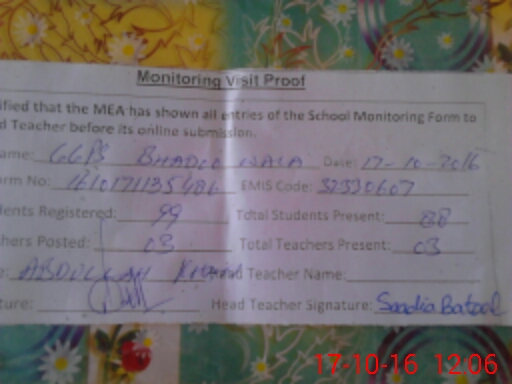 Monitoring Visit Proof
ified that the MEA has shown all entries of the School Monitoring Form to
d Teacher before its online submission.
ame: GGPS BHADLO WALA Date: 17-10-2016
rm No: EMIS Code: 32330607
ents Registered: 99 Total Students Present: 88
hers Posted: 03 Total Teachers Present: 03
e: ABDULLAH Teacher Name:
ture: Head Teacher Signature: Saadia Batool
17-10-16 12:06